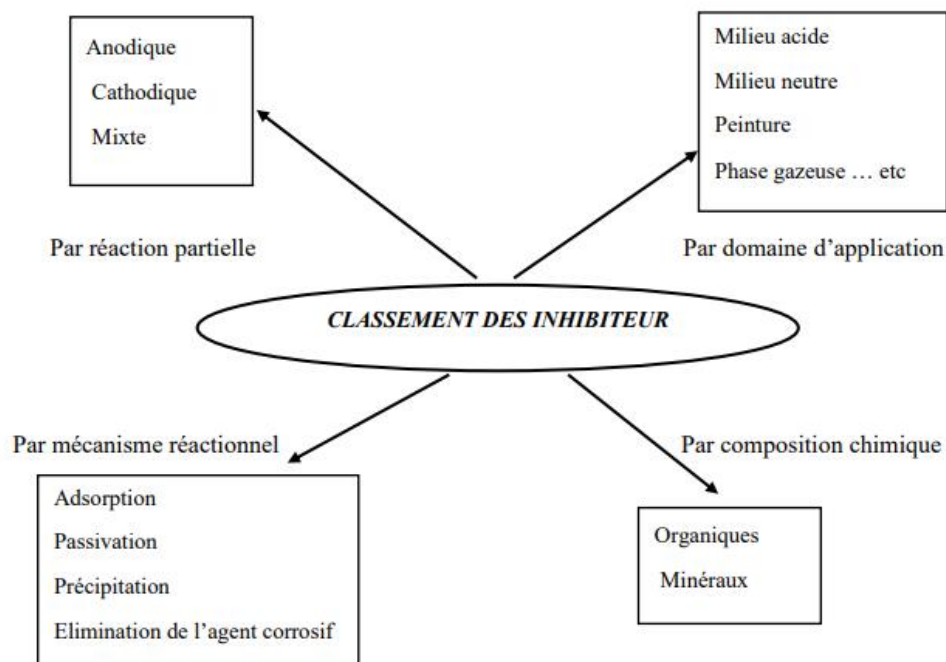 Anodique
Cathodique
Mixte
Milieu acide
Milieu neutre
Peinture
Phase gazeuse … etc
Par réaction partielle
Par domaine d’application
CLASSEMENT DES INHIBITEUR
Par mécanisme réactionnel
Par composition chimique
Adsorption
Passivation
Précipitation
Elimination de l’agent corrosif
Organiques
Minéraux